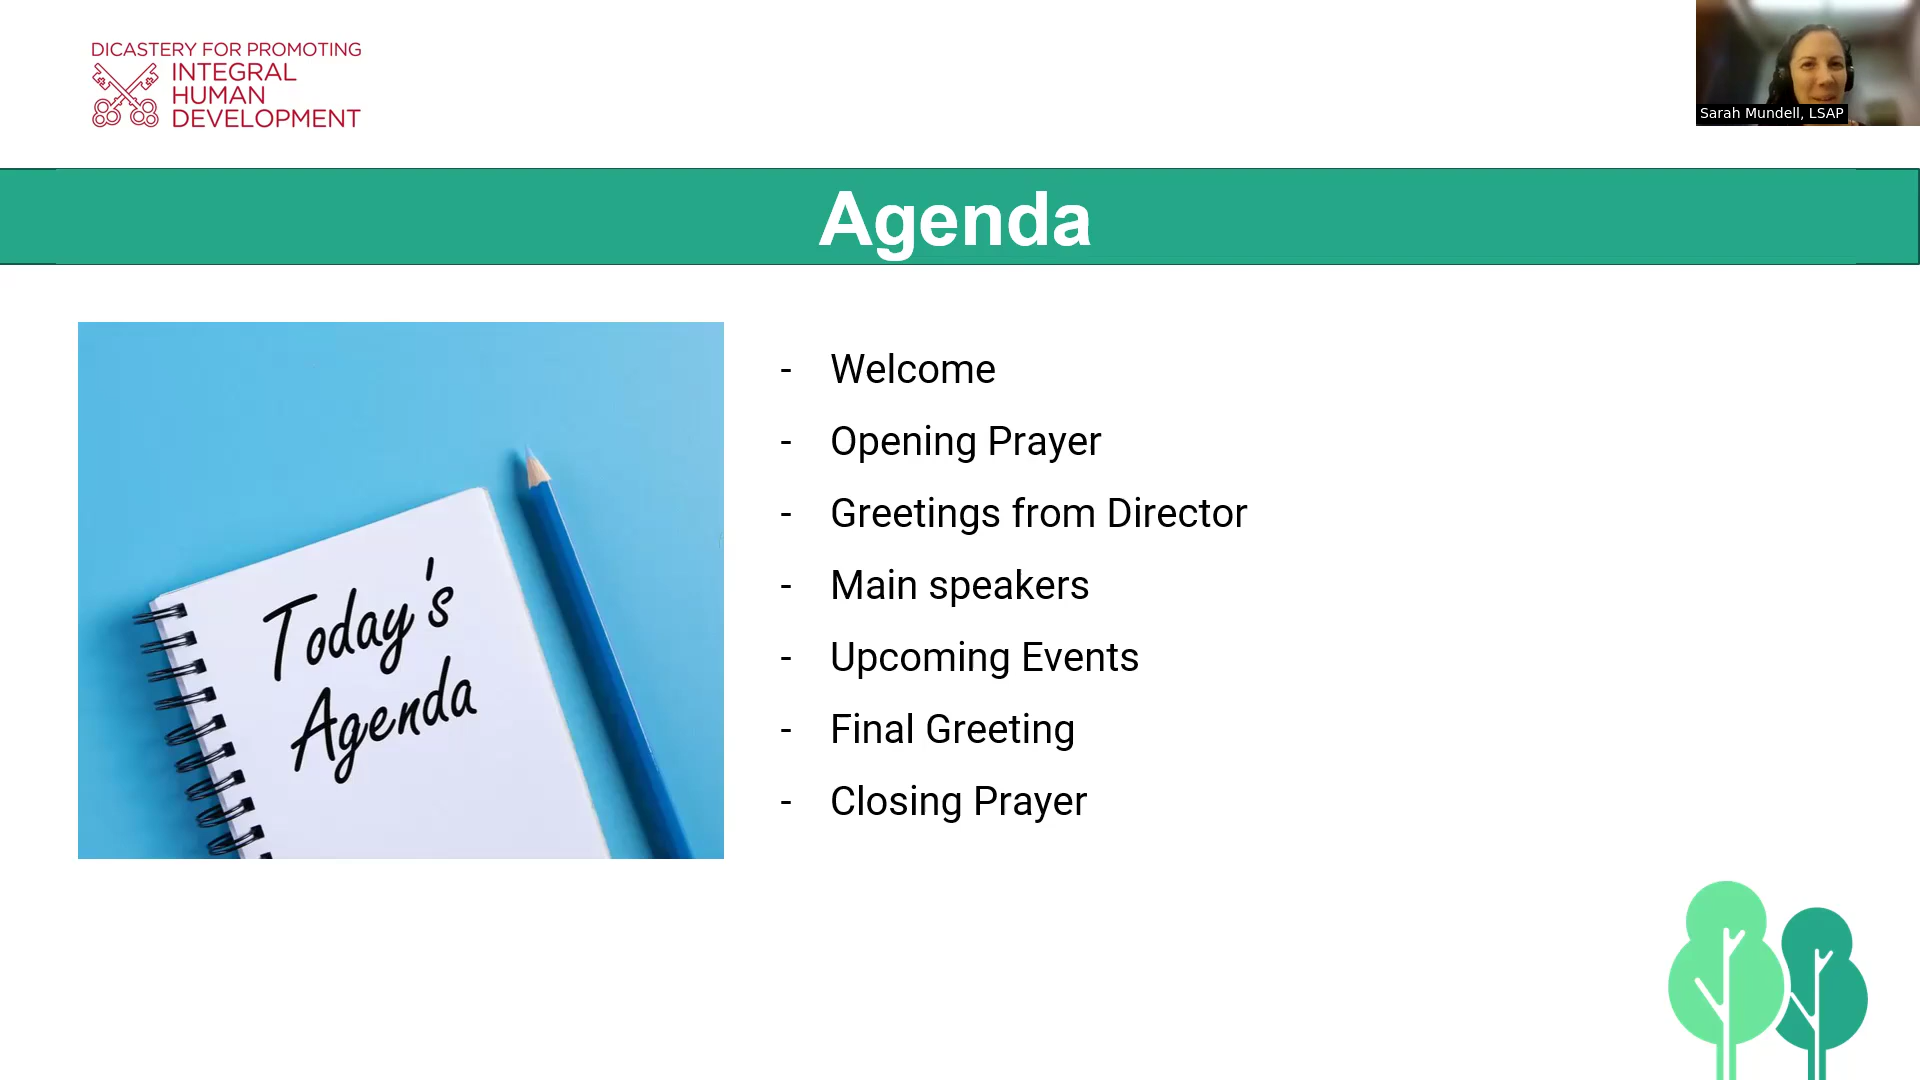 DICASTERY FOR PROMOTING
INTEGRAL
HUMAN
DEVELOPMENT
Sarah Mundell, LSAP
Agenda
Today's
Agenda
- Welcome
- Opening Prayer
- Greetings from Director
- Main speakers
- Upcoming Events
- Final Greeting
- Closing Prayer